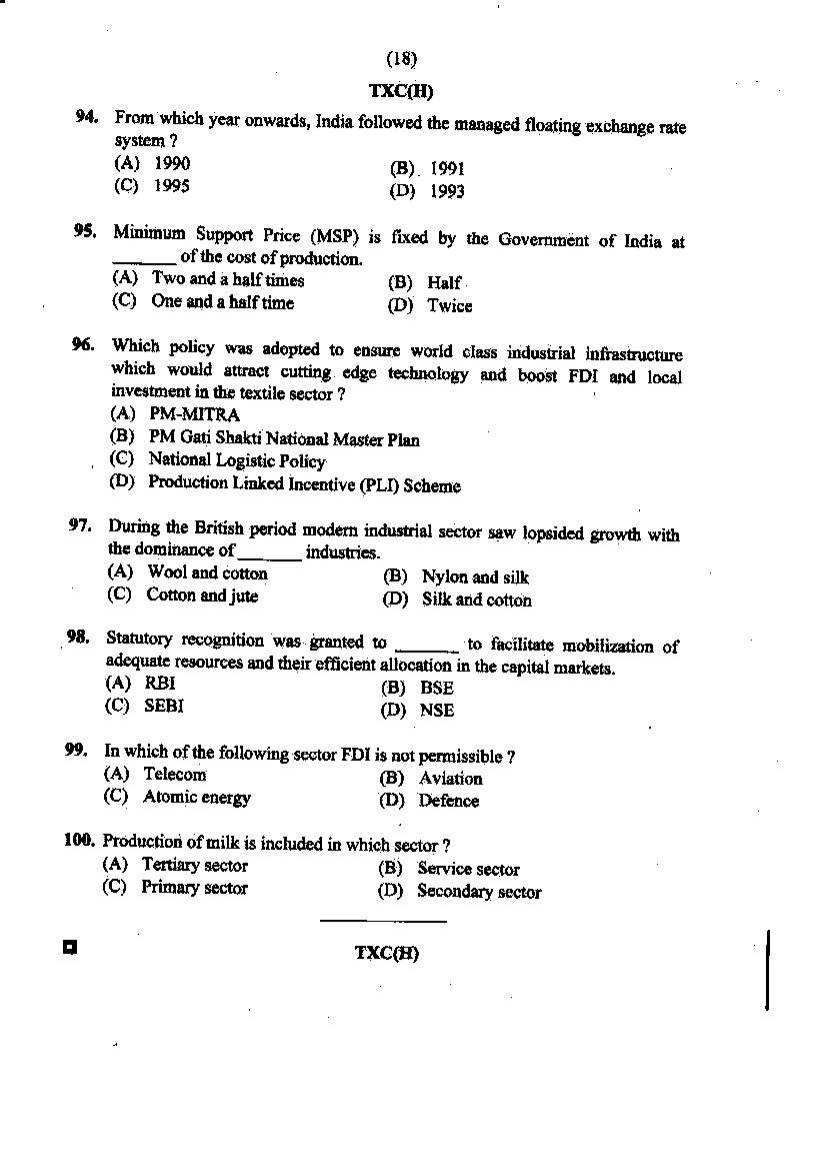 (18)
TXC(H)
94. From which year onwards, India followed the managed floating exchange rate
system ?
(A) 1990 (B) 1991
(C) 1995 (D) 1993
95. Minimum Support Price (MSP) is fixed by the Government of India at
_______ of the cost of production.
(A) Two and a half times (B) Half
(C) One and a half time (D) Twice
96. Which policy was adopted to ensure world class industrial infrastructure
which would attract cutting edge technology and boost FDI and local
investment in the textile sector ?
(A) PM-MITRA
(B) PM Gati Shakti National Master Plan
(C) National Logistic Policy
(D) Production Linked Incentive (PLI) Scheme
97. During the British period modern industrial sector saw lopsided growth with
the dominance of _______ industries.
(A) Wool and cotton (B) Nylon and silk
(C) Cotton and jute (D) Silk and cotton
98. Statutory recognition was granted to _______ to facilitate mobilization of
adequate resources and their efficient allocation in the capital markets.
(A) RBI (B) BSE
(C) SEBI (D) NSE
99. In which of the following sector FDI is not permissible ?
(A) Telecom (B) Aviation
(C) Atomic energy (D) Defence
100. Production of milk is included in which sector ?
(A) Tertiary sector (B) Service sector
(C) Primary sector (D) Secondary sector
TXC(H)